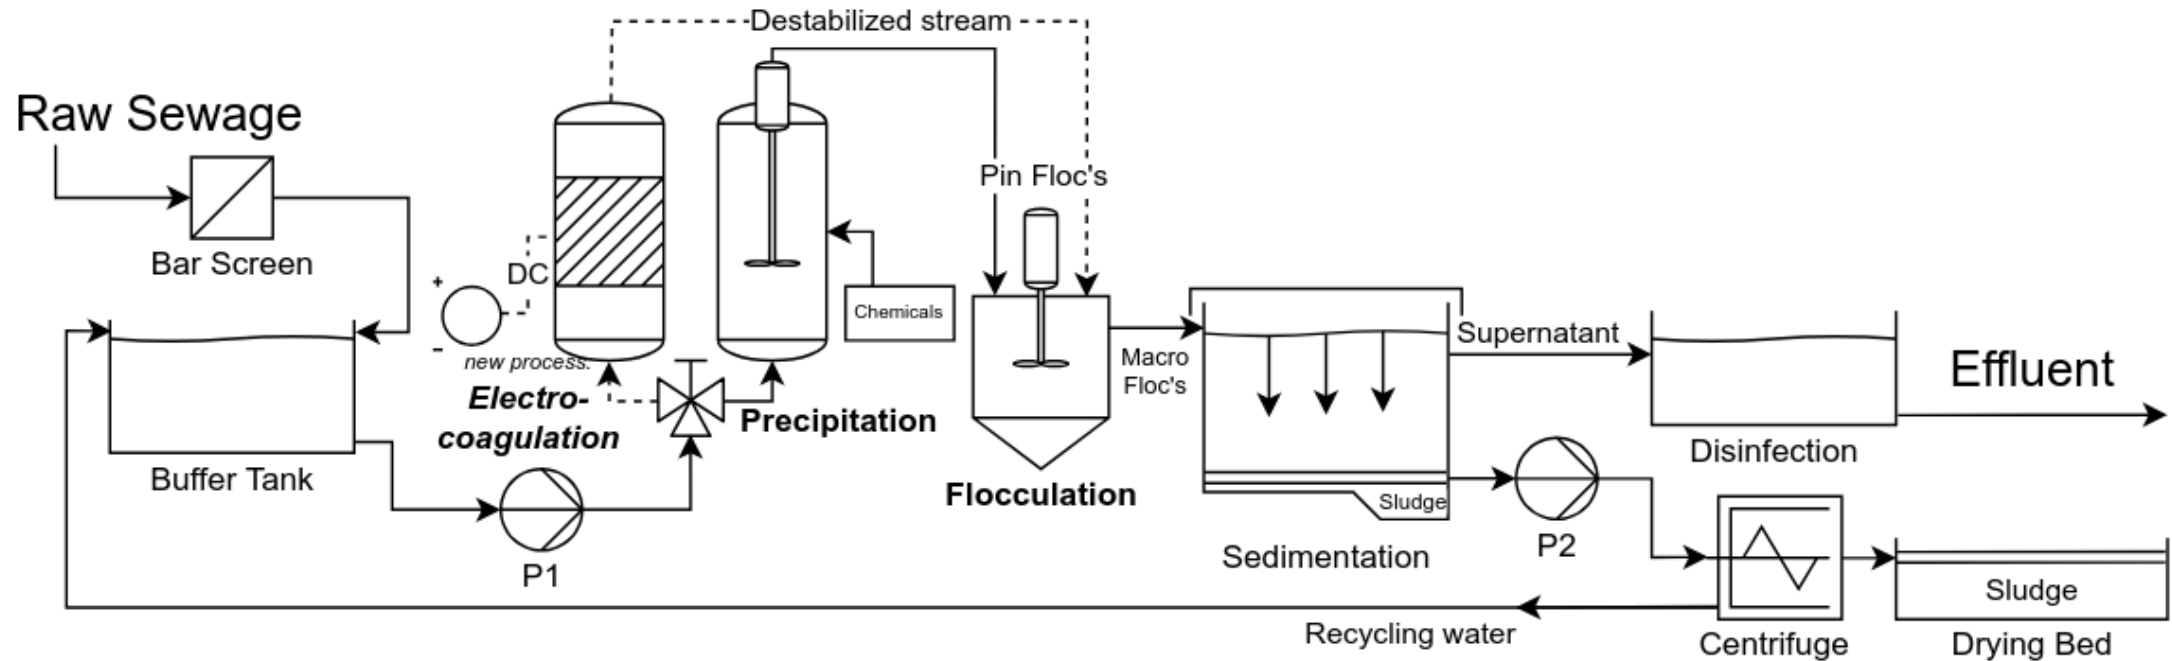 Destabilized stream
Raw Sewage
Pin Floc's
Bar Screen
DC
+
-
Chemicals
new process:
Electro-
coagulation
Precipitation
Buffer Tank
P1
Flocculation
Macro
Floc's
Supernatant
Sludge
Sedimentation
Effluent
Disinfection
P2
Sludge
Recycling water
Centrifuge
Drying Bed